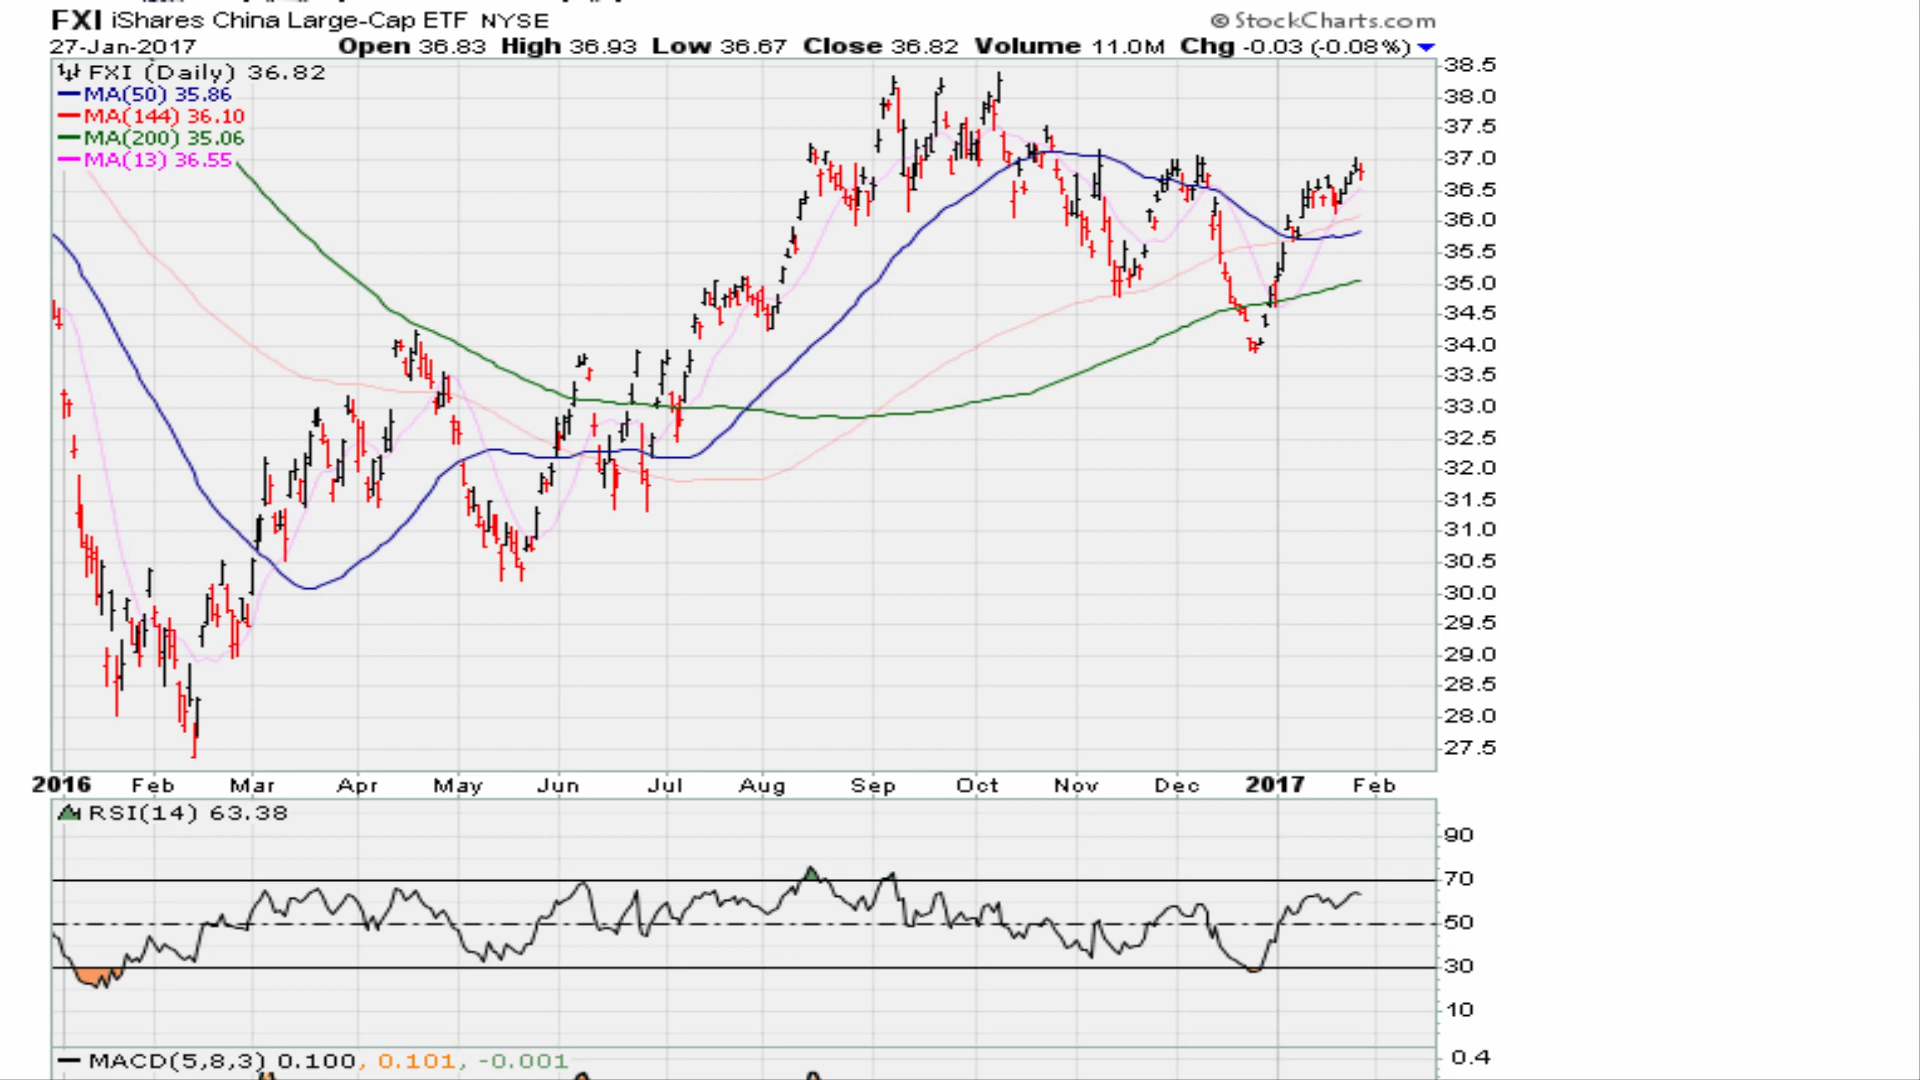 FXI iShares China Large-Cap ETF NYSE © StockCharts.com
27-Jan-2017 Open 36.83 High 36.93 Low 36.67 Close 36.82 Volume 11.0M Chg -0.03 (-0.08%)
FXI (Daily) 36.82
MA(50) 35.86
MA(144) 36.10
MA(200) 35.06
MA(13) 36.55
38.5
38.0
37.5
37.0
36.5
36.0
35.5
35.0
34.5
34.0
33.5
33.0
32.5
32.0
31.5
31.0
30.5
30.0
29.5
29.0
28.5
28.0
27.5
2016 Feb Mar Apr May Jun Jul Aug Sep Oct Nov Dec 2017 Feb
RSI(14) 63.38
90
70
50
30
10
MACD(5,8,3) 0.100, 0.101, -0.001
0.4